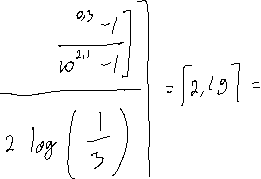 0,3 -1
10^2,1 -1 ]
2 log ( 1/3 )
= ⌈2,19⌉ =